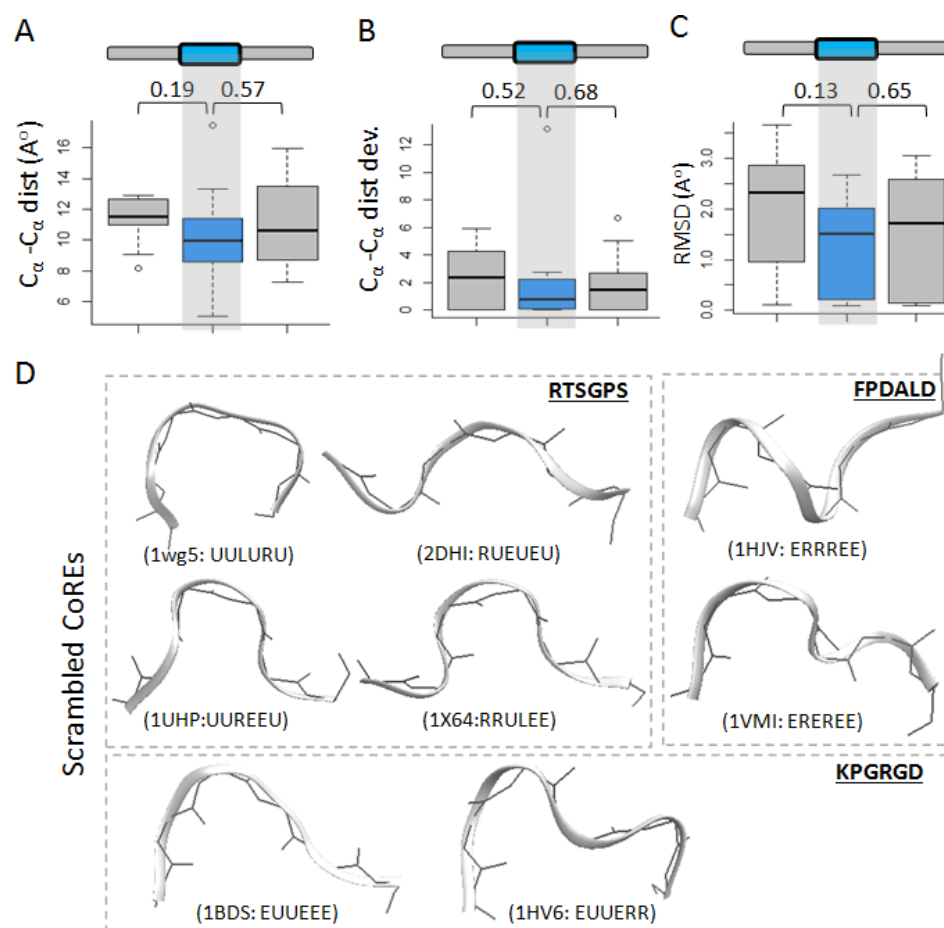 A
B
C
0.19 0.57
0.52 0.68
0.13 0.65
Cα -Cα dist (Aº)
16
14
12
10
8
6
Cα -Cα dist dev.
12
10
8
6
4
2
0
RMSD (Aº)
3.0
2.0
1.0
0.0
D
Scrambled CoREs
RTSGPS
(1wg5: UULURU)
(2DHI: RUEUEU)
(1UHP:UUREEU)
(1X64:RRULEE)
FPDALD
(1HJV: ERRREE)
(1VMI: EREREE)
KPGRGD
(1BDS: EUUEEE)
(1HV6: EUUERR)